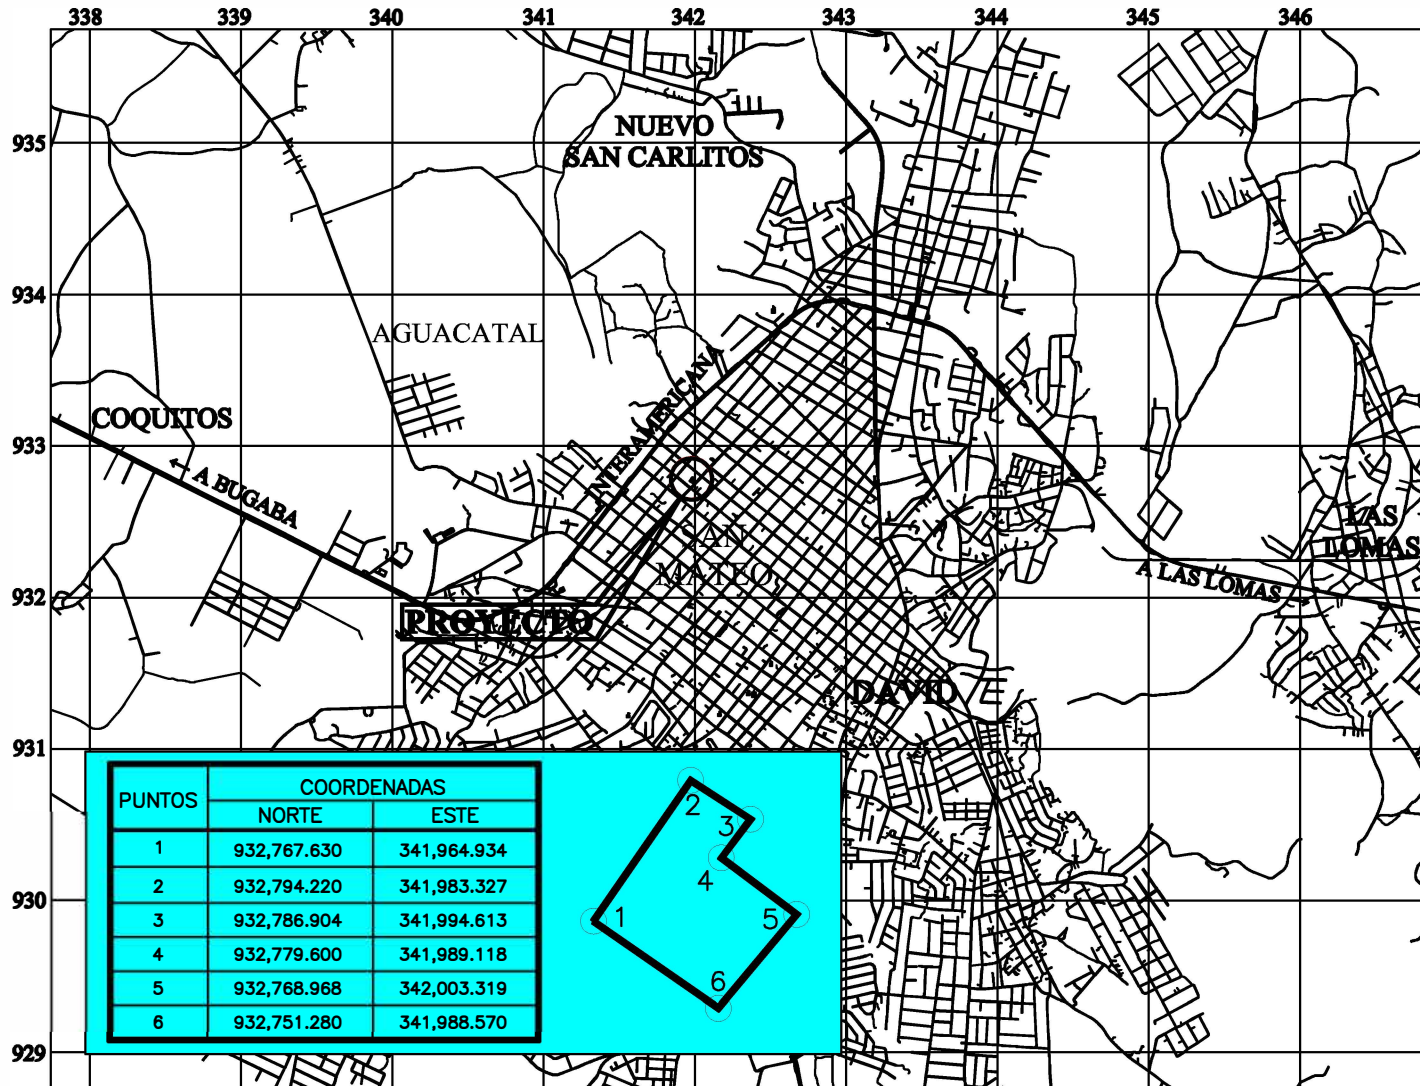 338 339 340 341 342 343 344 345 346
935
934
933
932
931
930
929
NUEVO
SAN CARLITOS
AGUACATAL
COQUITOS
INTERAMERICANA
← A BUGABA
SAN
MATEO
LAS
LOMAS
A LAS LOMAS →
PROYECTO
DAVID
PUNTOS COORDENADAS
NORTE ESTE
1 932,767.630 341,964.934
2 932,794.220 341,983.327
3 932,786.904 341,994.613
4 932,779.600 341,989.118
5 932,768.968 342,003.319
6 932,751.280 341,988.570
2
3
4
1
5
6